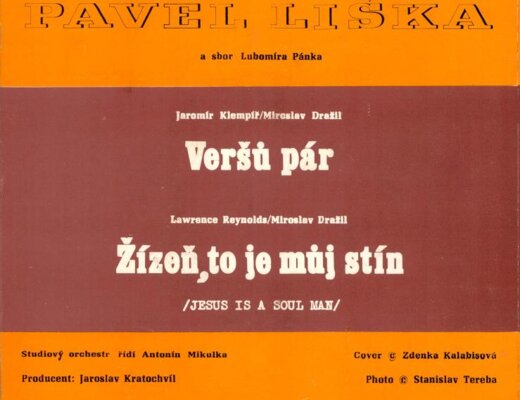 PAVEL LIŠKA
a sbor Lubomíra Pánka
Jaromír Klempíř/Miroslav Dražil
Veršů pár
Lawrence Reynolds/Miroslav Dražil
Žízeň,to je můj stín
/JESUS IS A SOUL MAN/
Studiový orchestr řídí Antonín Mikulka
Cover © Zdenka Kalabisová
Producent: Jaroslav Kratochvíl
Photo © Stanislav Tereba